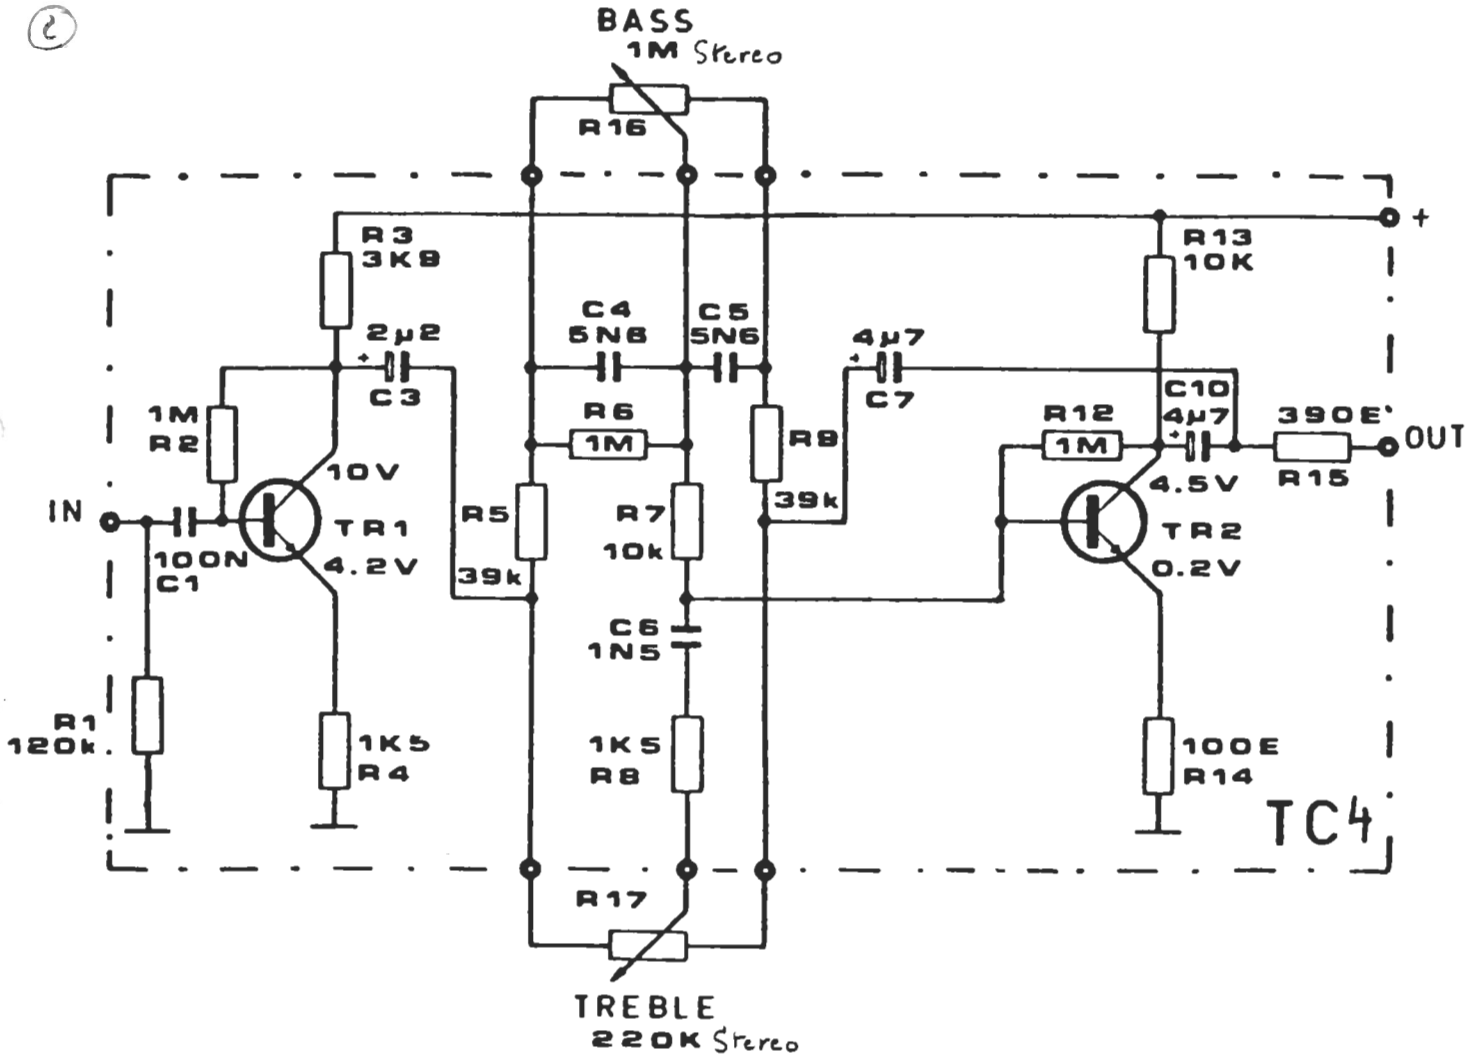 2
BASS
1M Stereo
R16
+
R3
3K9
R13
10K
C4
5N6
C5
5N6
2µ2
+
C3
4µ7
+
C7
C10
4µ7
+
1M
R2
R6
1M
R9
39k
R12
1M
390E
R15
OUT
10V
4.5V
IN
100N
C1
TR1
4.2V
R5
39k
R7
10k
TR2
0.2V
C6
1N5
R1
120k
1K5
R4
1K5
R8
100E
R14
TC4
R17
TREBLE
220K Stereo